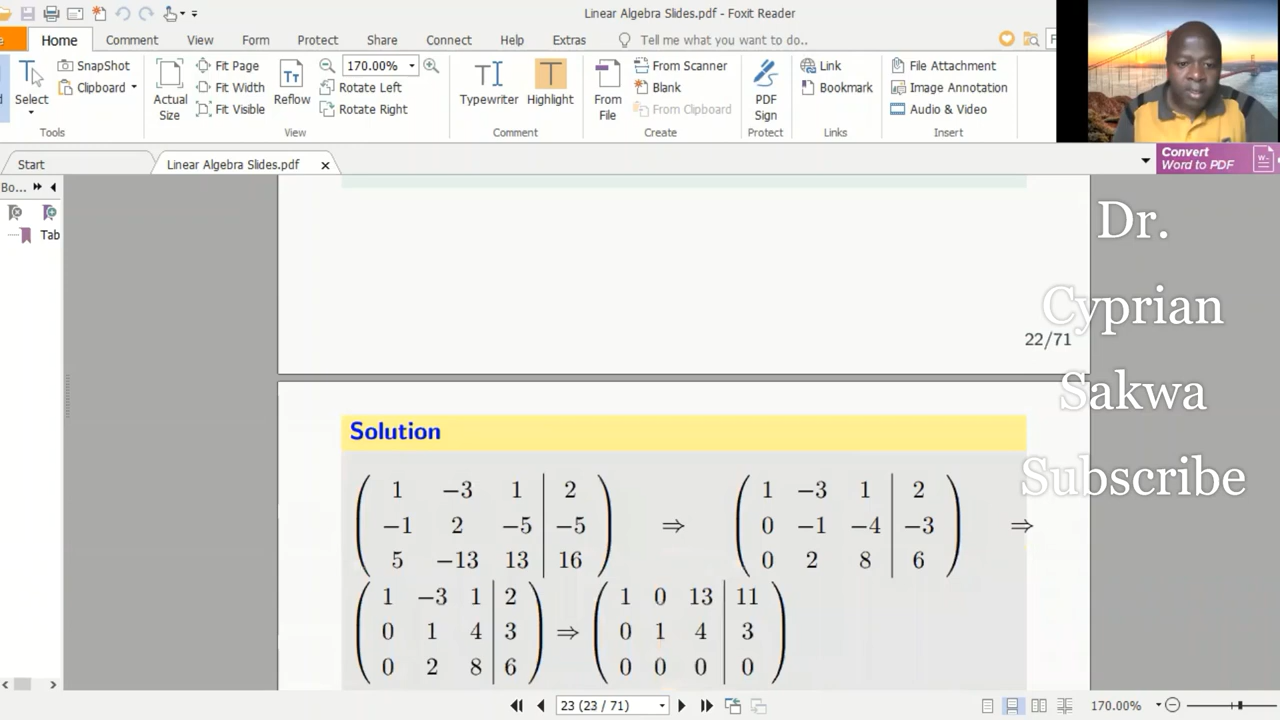 Linear Algebra Slides.pdf - Foxit Reader
Home Comment View Form Protect Share Connect Help Extras Tell me what you want to do..
Select
SnapShot
Clipboard
Tools
Actual Size
Fit Page
Fit Width
Fit Visible
Reflow
170.00%
Rotate Left
Rotate Right
View
Typewriter
Highlight
Comment
From File
From Scanner
Blank
From Clipboard
Create
PDF Sign
Protect
Link
Bookmark
Links
File Attachment
Image Annotation
Audio & Video
Insert
Start
Linear Algebra Slides.pdf
Convert
Word to PDF
Bo...
Tab
Dr.
Cyprian
22/71
Sakwa
Subscribe
Solution
1 −3 1 | 2 1 −3 1 | 2
−1 2 −5 | −5 ⇒ 0 −1 −4 | −3 ⇒
5 −13 13 | 16 0 2 8 | 6
1 −3 1 | 2 1 0 13 | 11
0 1 4 | 3 ⇒ 0 1 4 | 3
0 2 8 | 6 0 0 0 | 0
23 (23 / 71)
170.00%